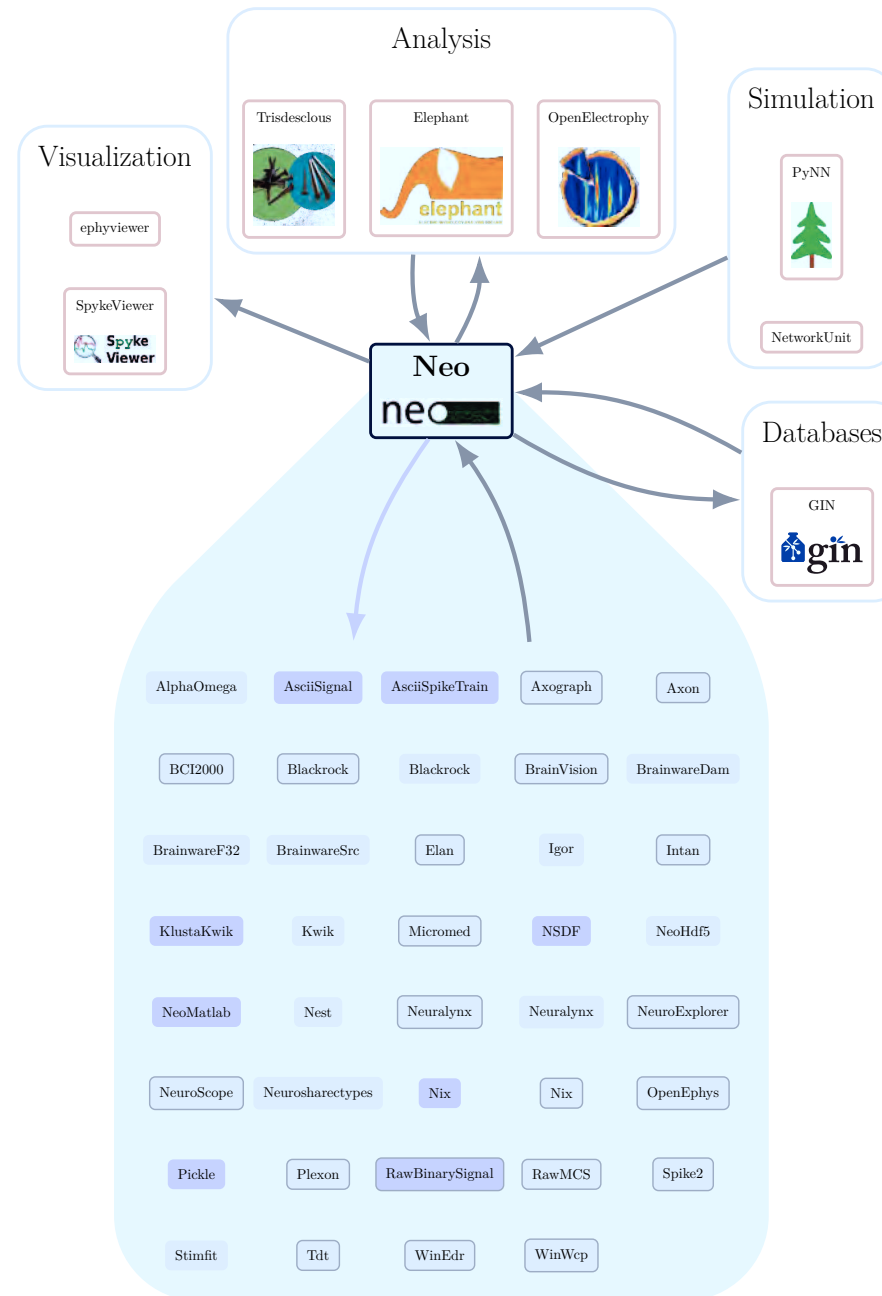 Analysis
Trisdesclous
Elephant
OpenElectrophy
elephant
Simulation
PyNN
NetworkUnit
Visualization
ephyviewer
SpykeViewer
Spyke
Viewer
Neo
neo
Databases
GIN
gin
AlphaOmega
AsciiSignal
AsciiSpikeTrain
Axograph
Axon
BCI2000
Blackrock
Blackrock
BrainVision
BrainwareDam
BrainwareF32
BrainwareSrc
Elan
Igor
Intan
KlustaKwik
Kwik
Micromed
NSDF
NeoHdf5
NeoMatlab
Nest
Neuralynx
Neuralynx
NeuroExplorer
NeuroScope
Neurosharectypes
Nix
Nix
OpenEphys
Pickle
Plexon
RawBinarySignal
RawMCS
Spike2
Stimfit
Tdt
WinEdr
WinWcp